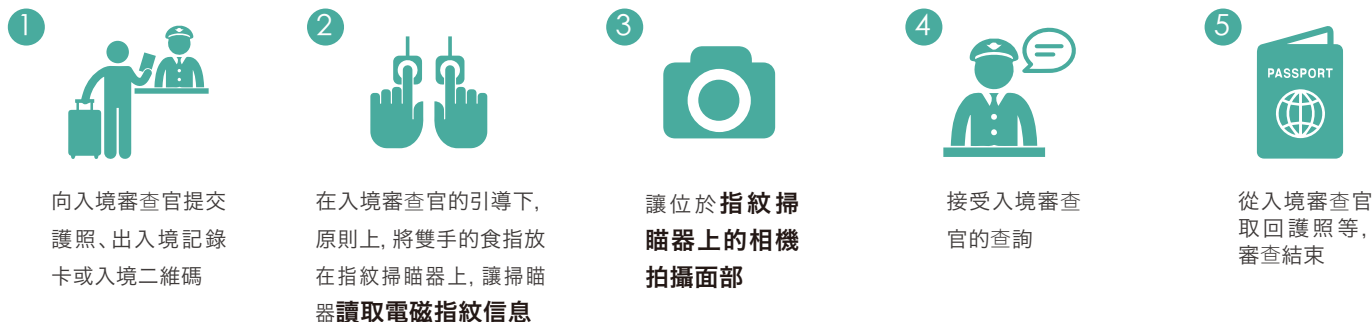 1
向入境審查官提交
護照、出入境記錄
卡或入境二維碼
2
在入境審查官的引導下,
原則上, 將雙手的食指放
在指紋掃瞄器上, 讓掃瞄
器讀取電磁指紋信息
3
讓位於指紋掃
瞄器上的相機
拍攝面部
4
接受入境審查
官的查詢
5
PASSPORT
從入境審查官
取回護照等,
審查結束